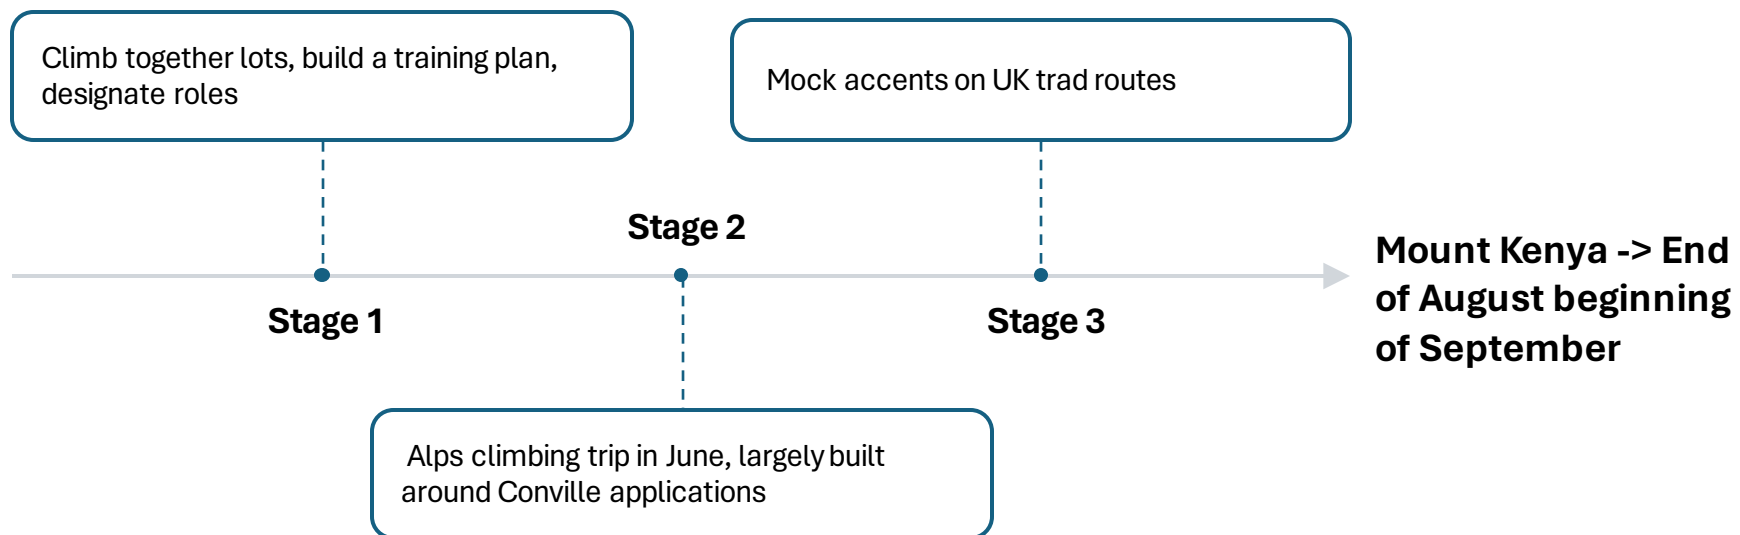 Climb together lots, build a training plan,
designate roles
Mock accents on UK trad routes
Stage 2
Mount Kenya -> End
of August beginning
of September
Stage 1
Stage 3
Alps climbing trip in June, largely built
around Conville applications